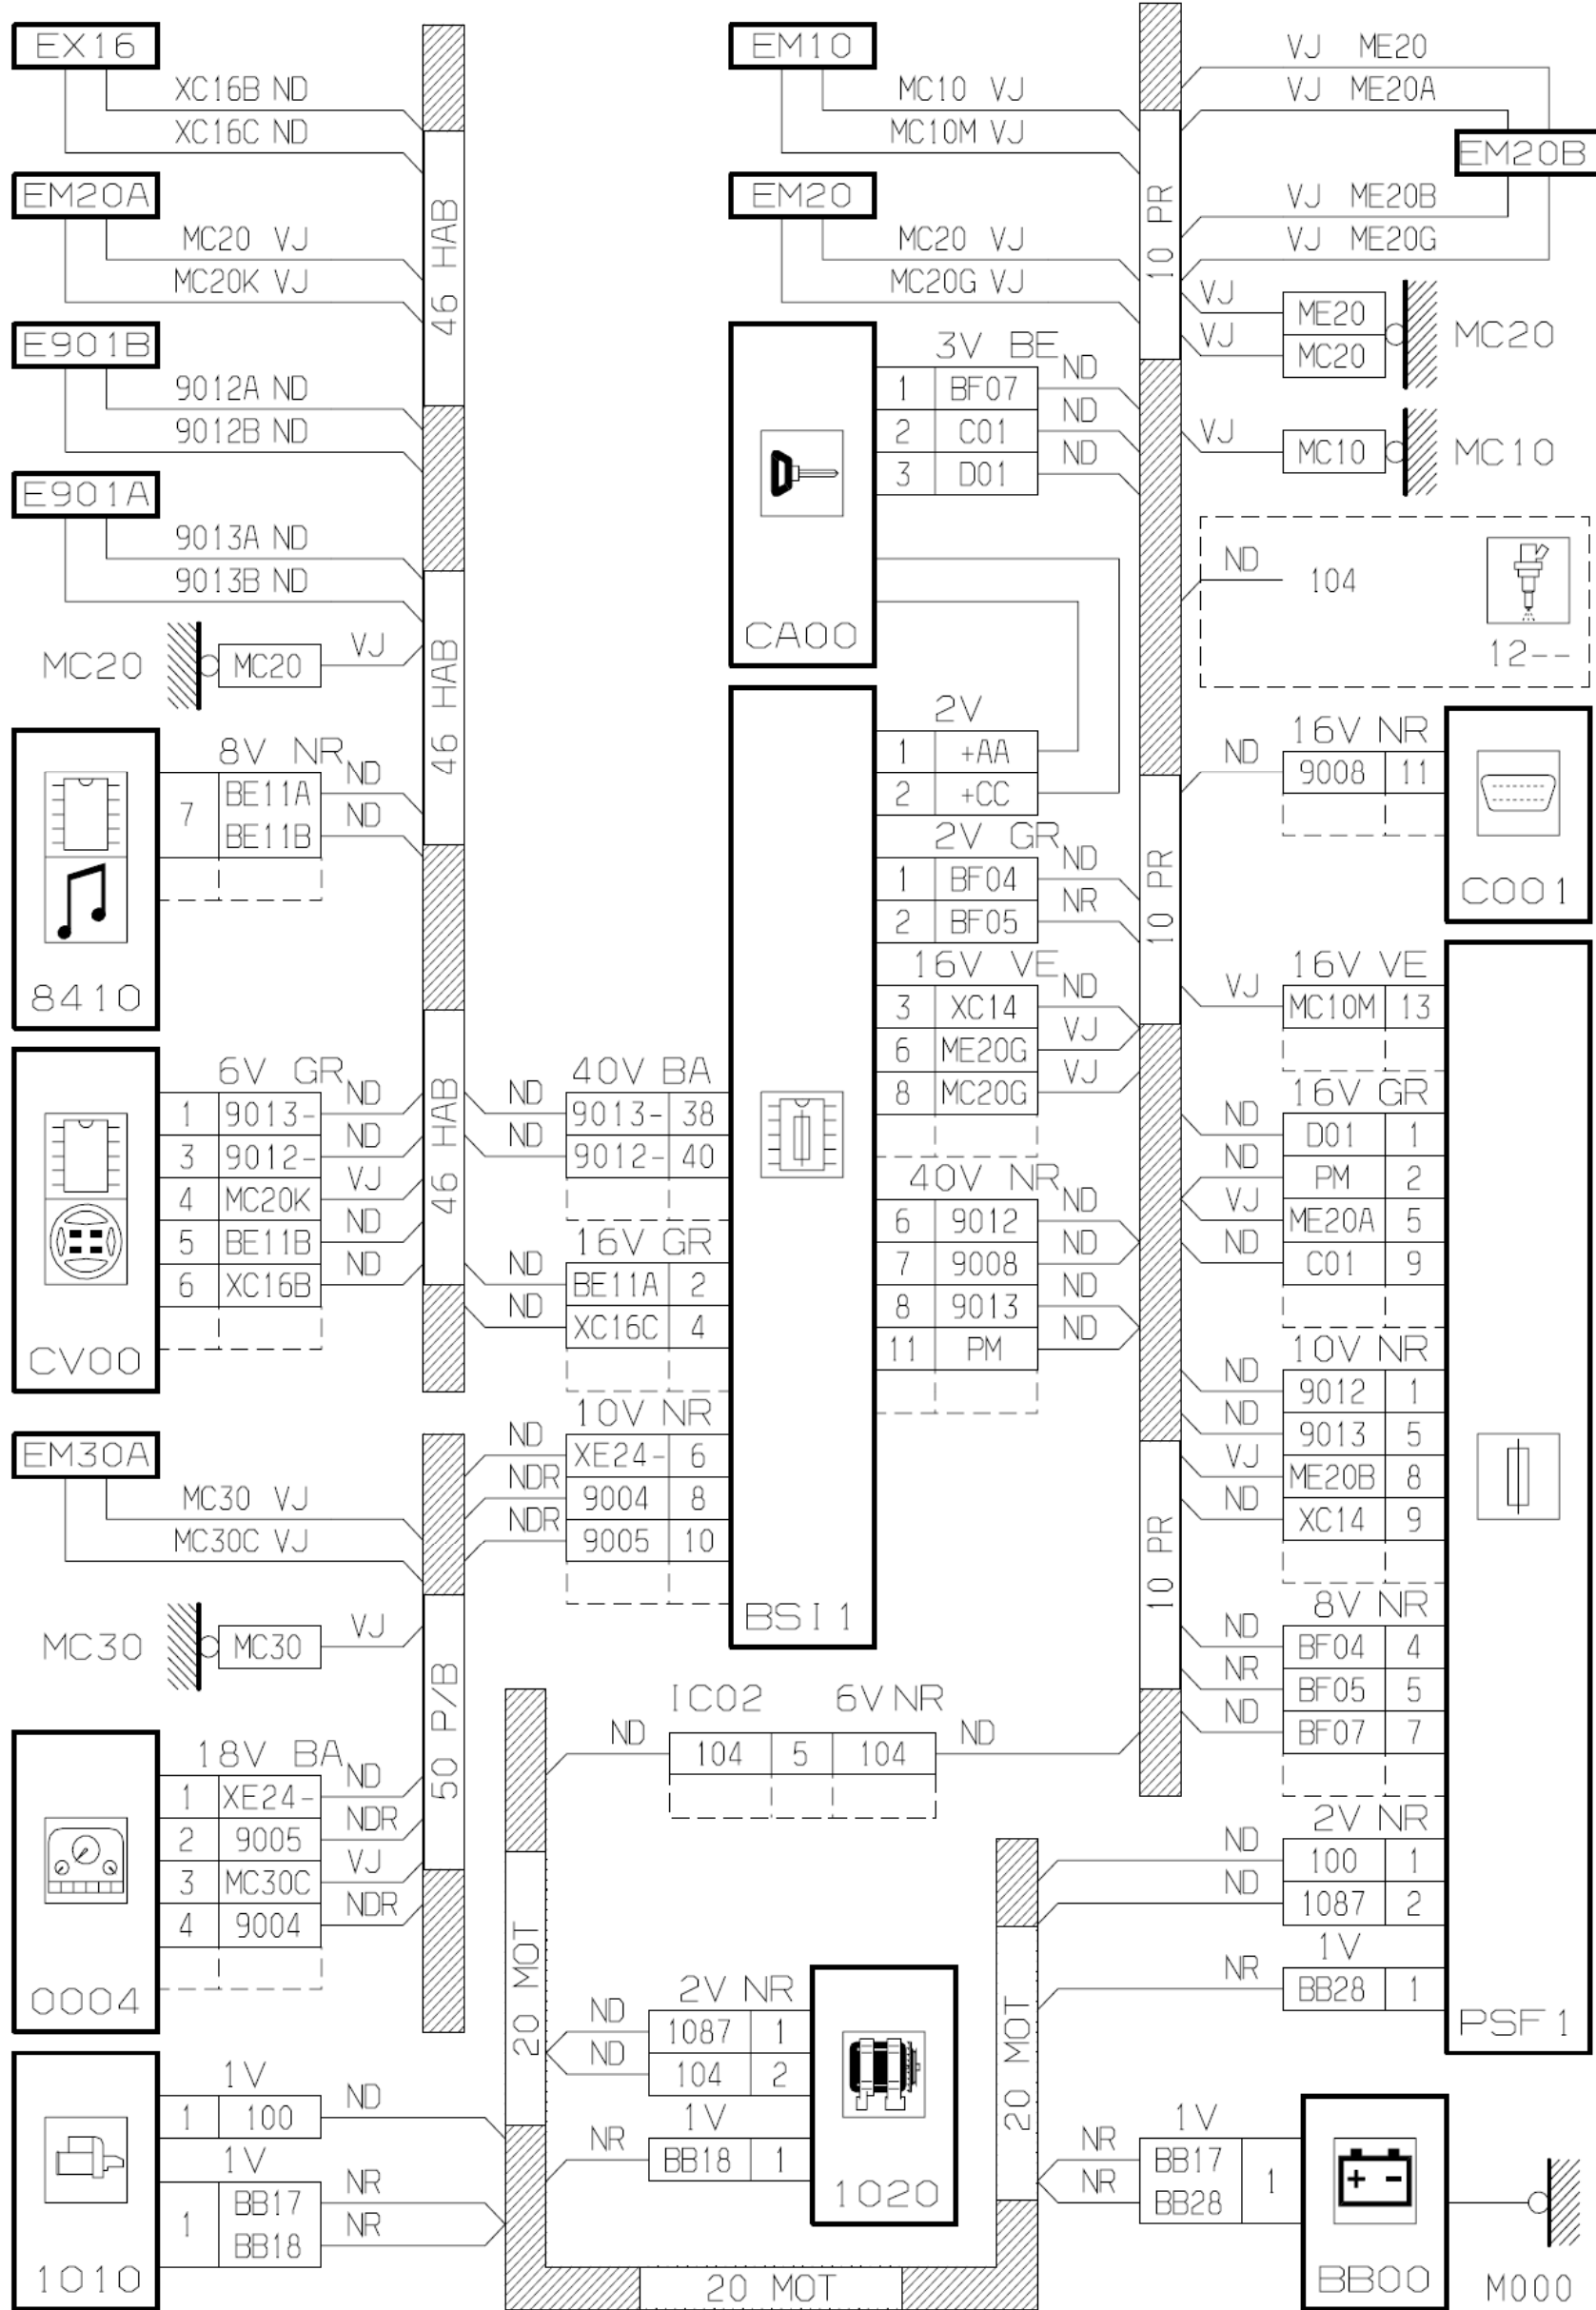 EX16
XC16B ND
XC16C ND
EM20A
MC20 VJ
MC20K VJ
46 HAB
E901B
9012A ND
9012B ND
E901A
9013A ND
9013B ND
MC20
MC20
VJ
46 HAB
8V NR
7
BE11A
ND
BE11B
ND
8410
6V GR
1 9013- ND
3 9012- ND
4 MC20K VJ
5 BE11B ND
6 XC16B ND
CV00
46 HAB
EM30A
MC30 VJ
MC30C VJ
MC30
MC30
VJ
50 P/B
18V BA
1 XE24- ND
2 9005 NDR
3 MC30C VJ
4 9004 NDR
0004
1V
1 100 ND
1V
1
BB17 NR
BB18 NR
1010
EM10
MC10 VJ
MC10M VJ
EM20
MC20 VJ
MC20G VJ
3V BE
1 BF07 ND
2 C01 ND
3 D01 ND
CA00
2V
1 +AA
2 +CC
2V GR
1 BF04 ND
2 BF05 NR
16V VE
3 XC14 ND
6 ME20G VJ
8 MC20G VJ
40V NR
6 9012 ND
7 9008 ND
8 9013 ND
11 PM ND
40V BA
ND 9013- 38
ND 9012- 40
16V GR
ND BE11A 2
ND XC16C 4
10V NR
ND XE24- 6
NDR 9004 8
NDR 9005 10
BSI1
IC02 6V NR
ND 104 5 104 ND
20 MOT
2V NR
ND 1087 1
ND 104 2
1V
NR BB18 1
1020
20 MOT
20 MOT
VJ ME20
VJ ME20A
EM20B
VJ ME20B
VJ ME20G
10 PR
VJ ME20
VJ MC20
MC20
VJ MC10
MC10
ND 104
12--
16V NR
ND 9008 11
C001
10 PR
16V VE
VJ MC10M 13
16V GR
ND D01 1
ND PM 2
VJ ME20A 5
ND C01 9
10V NR
ND 9012 1
ND 9013 5
VJ ME20B 8
ND XC14 9
10 PR
8V NR
ND BF04 4
NR BF05 5
ND BF07 7
2V NR
ND 100 1
ND 1087 2
1V
NR BB28 1
PSF1
1V
NR BB17
NR BB28
1
+ -
BB00
M000